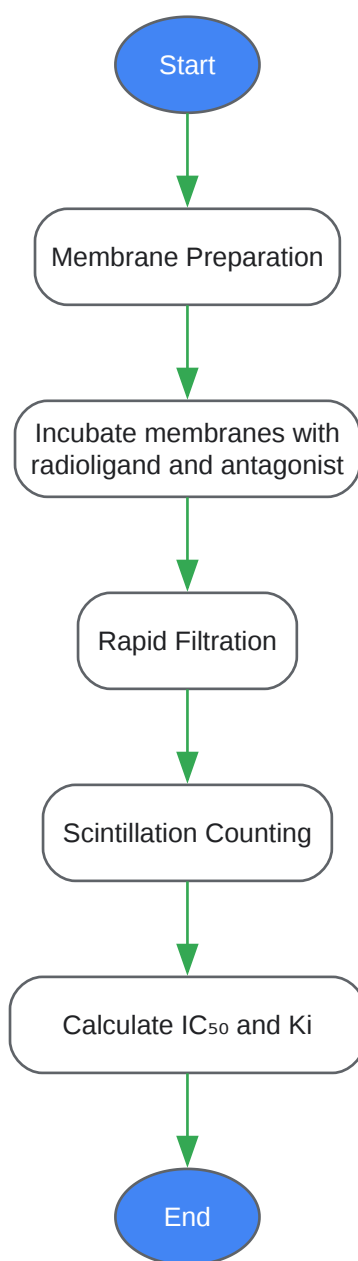 Start
Membrane Preparation
Incubate membranes with
radioligand and antagonist
Rapid Filtration
Scintillation Counting
Calculate IC₅₀ and Ki
End